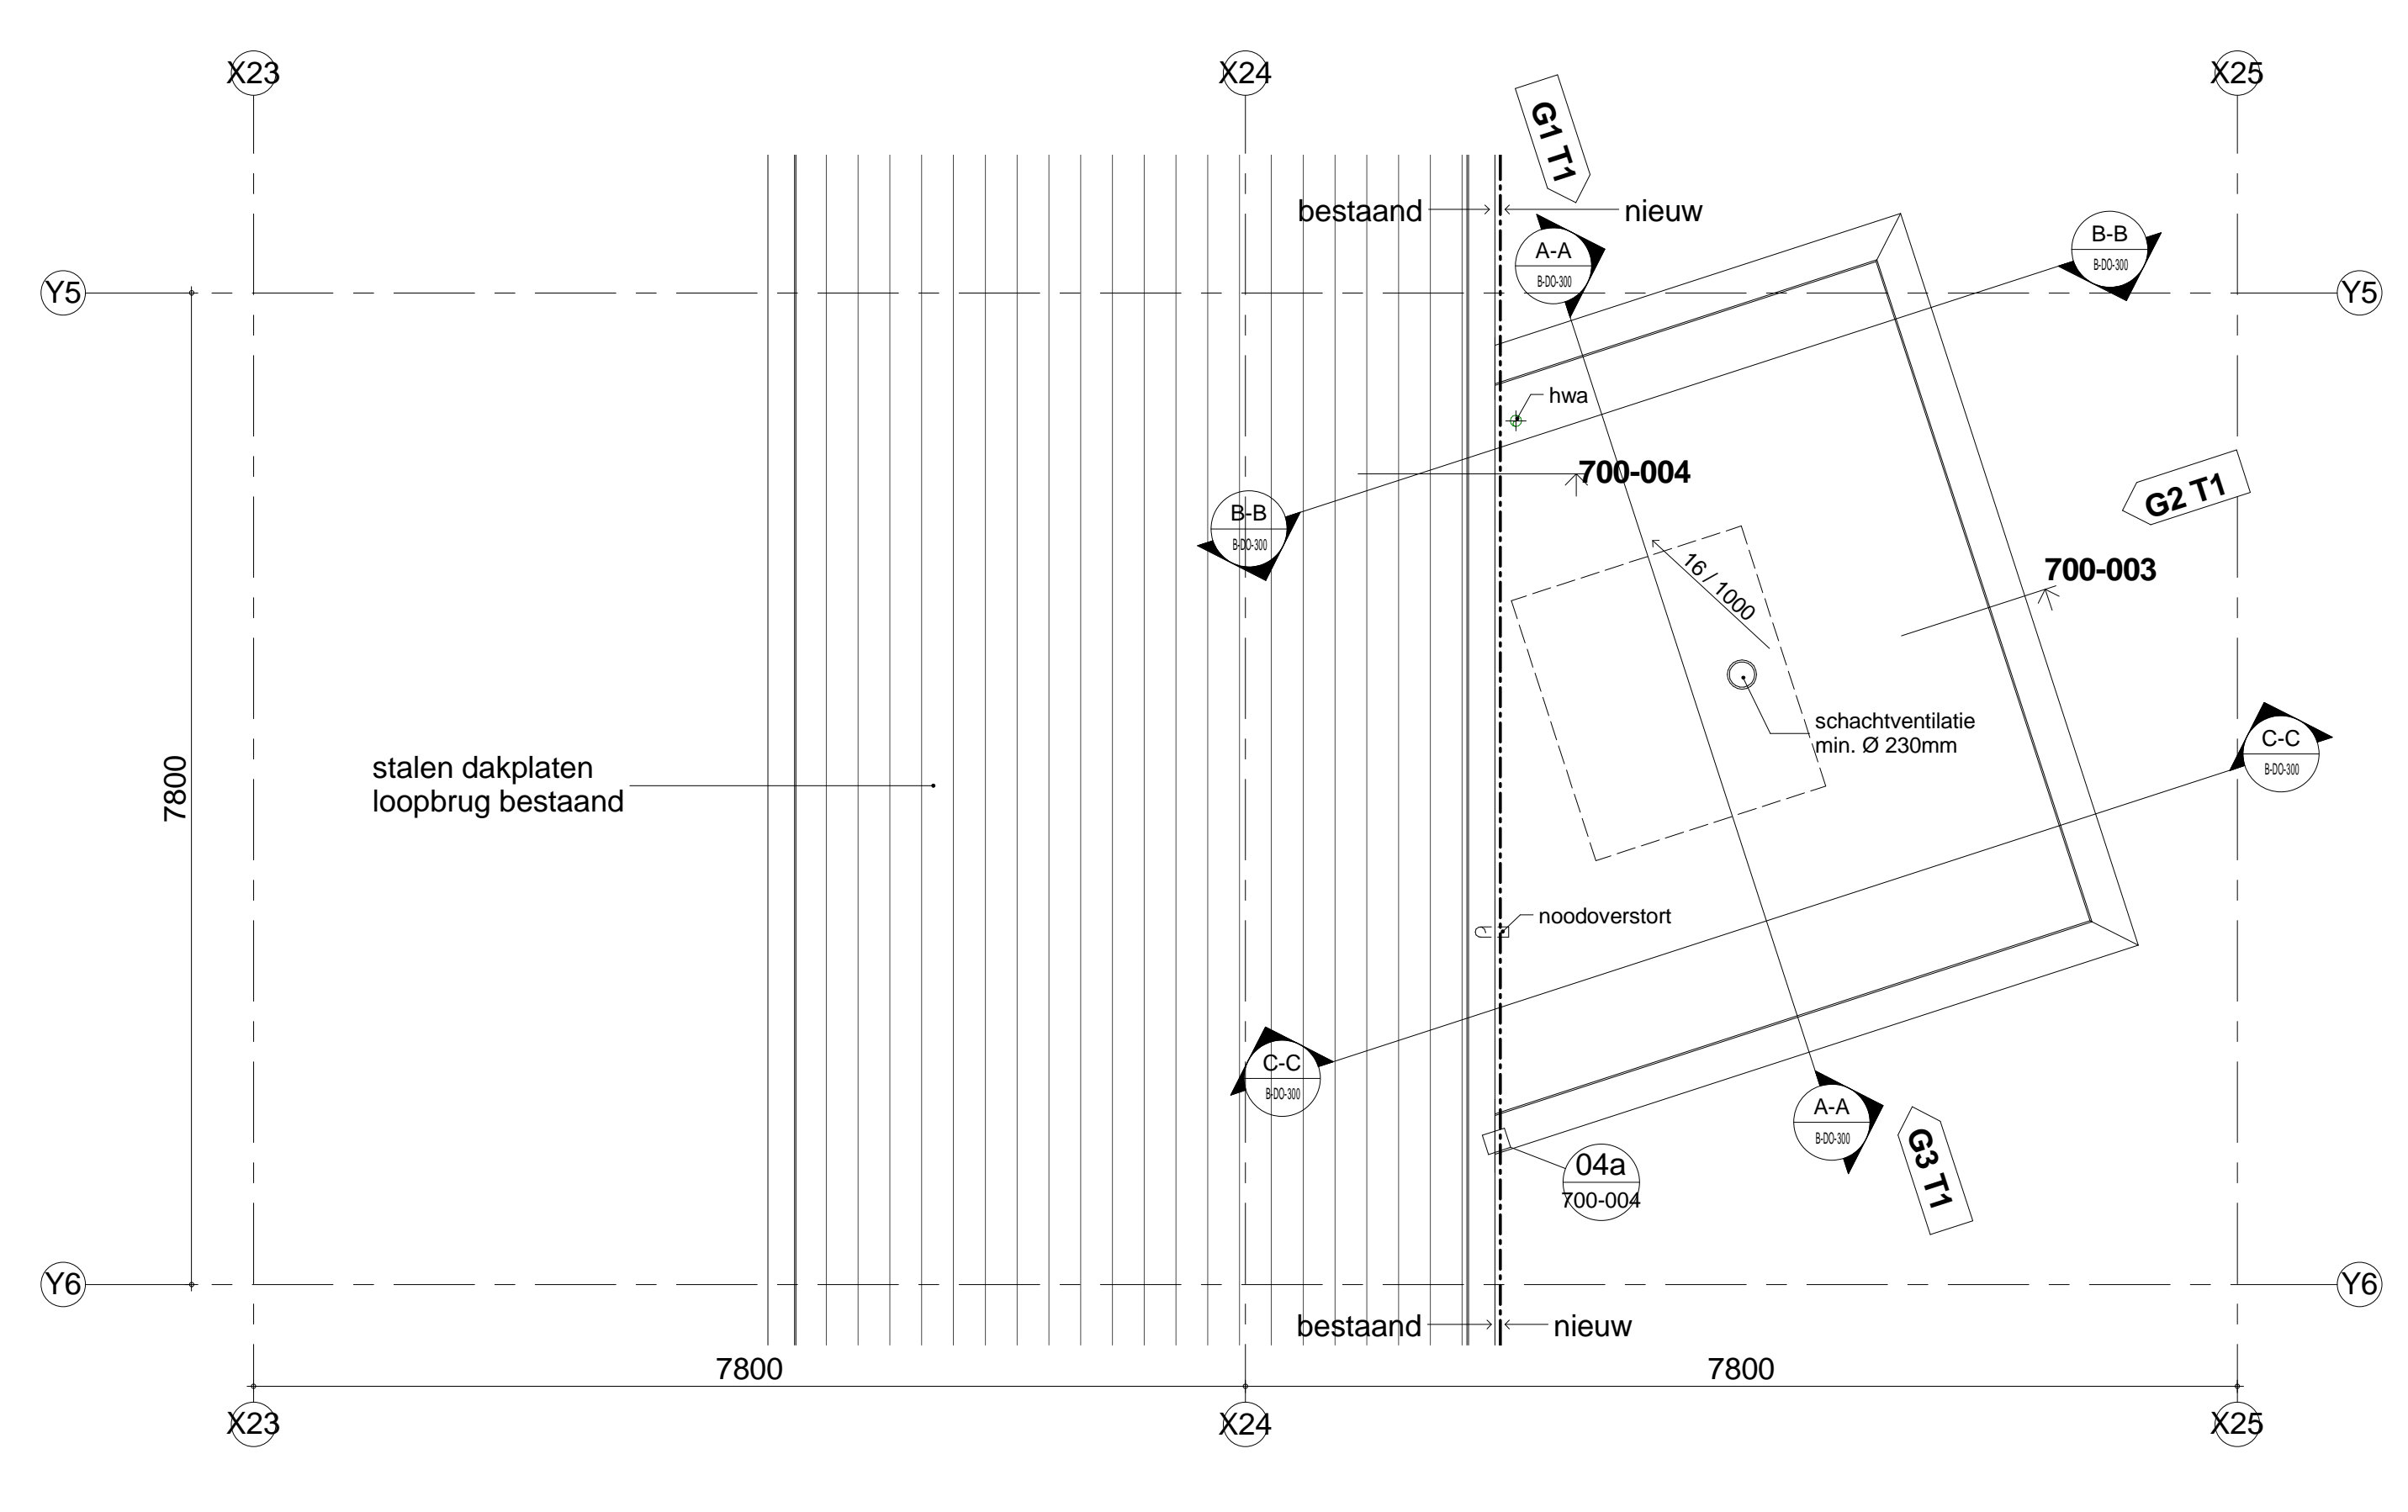 X23
X24
X25
G1 T1
bestaand
nieuw
A-A
B-DO-300
B-B
B-DO-300
Y5
Y5
hwa
700-004
G2 T1
B-B
B-DO-300
16 / 1000
700-003
schachtventilatie
min. Ø 230mm
C-C
B-DO-300
stalen dakplaten
loopbrug bestaand
7800
noodoverstort
C-C
B-DO-300
A-A
B-DO-300
G3 T1
04a
700-004
Y6
Y6
bestaand
nieuw
7800
7800
X23
X24
X25